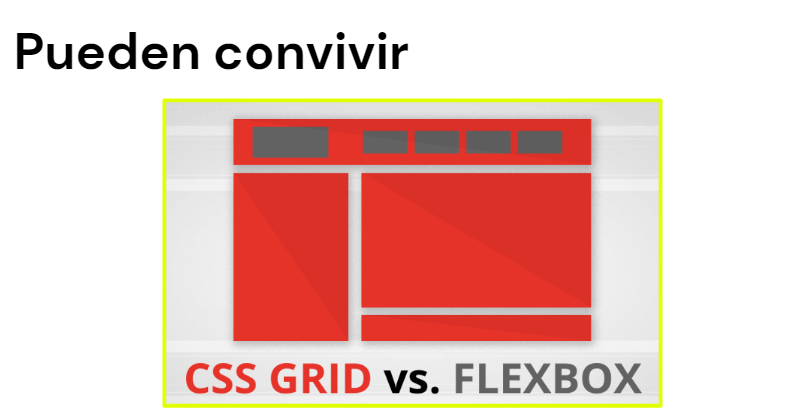 Pueden convivir
CSS GRID vs. FLEXBOX